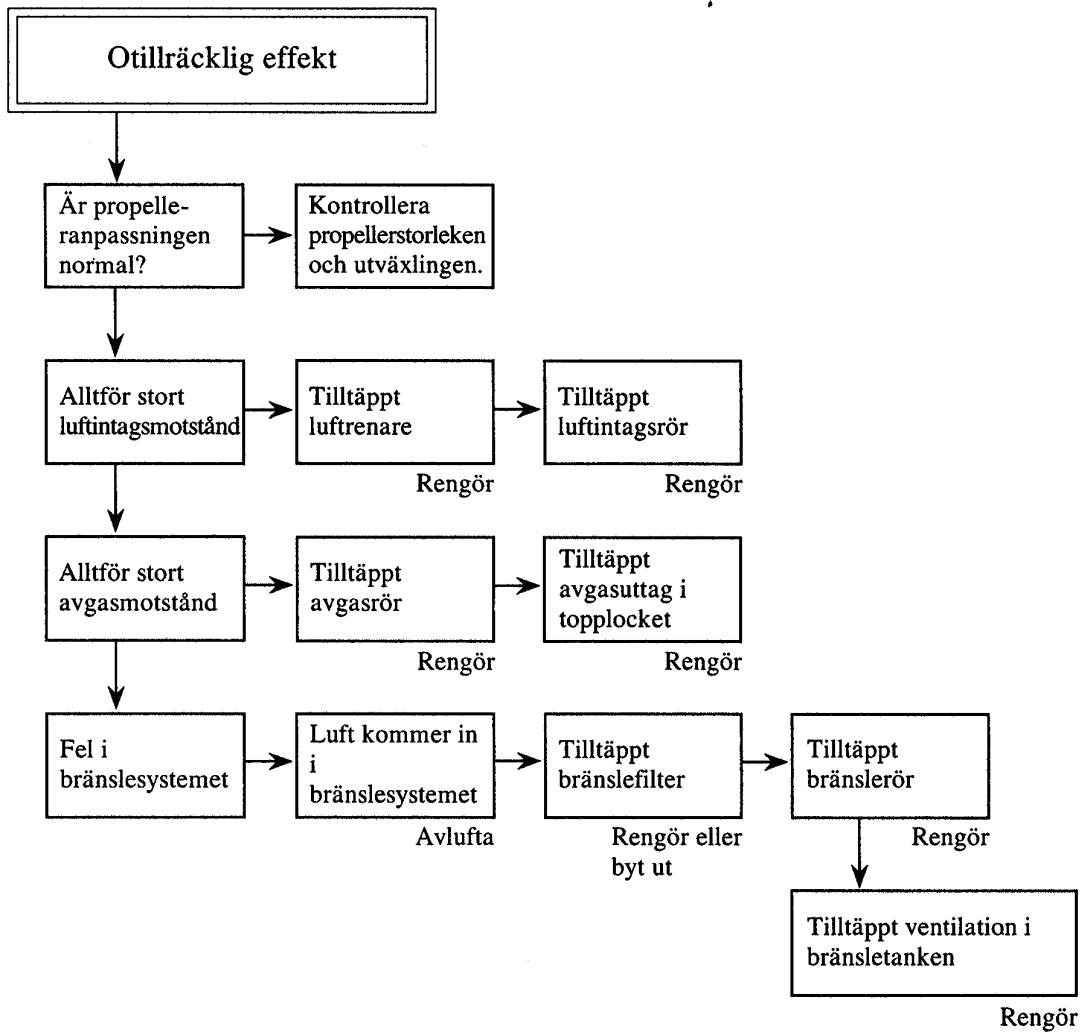 Otillräcklig effekt
Är propelle-
ranpassningen
normal?
Kontrollera
propellerstorleken
och utväxlingen.
Alltför stort
luftintagsmotstånd
Tilltäppt
luftrenare
Rengör
Tilltäppt
luftintagsrör
Rengör
Alltför stort
avgasmotstånd
Tilltäppt
avgasrör
Rengör
Tilltäppt
avgasuttag i
topplocket
Rengör
Fel i
bränslesystemet
Luft kommer in
i
bränslesystemet
Avlufta
Tilltäppt
bränslefilter
Rengör eller
byt ut
Tilltäppt
bränslerör
Rengör
Tilltäppt ventilation i
bränsletanken
Rengör